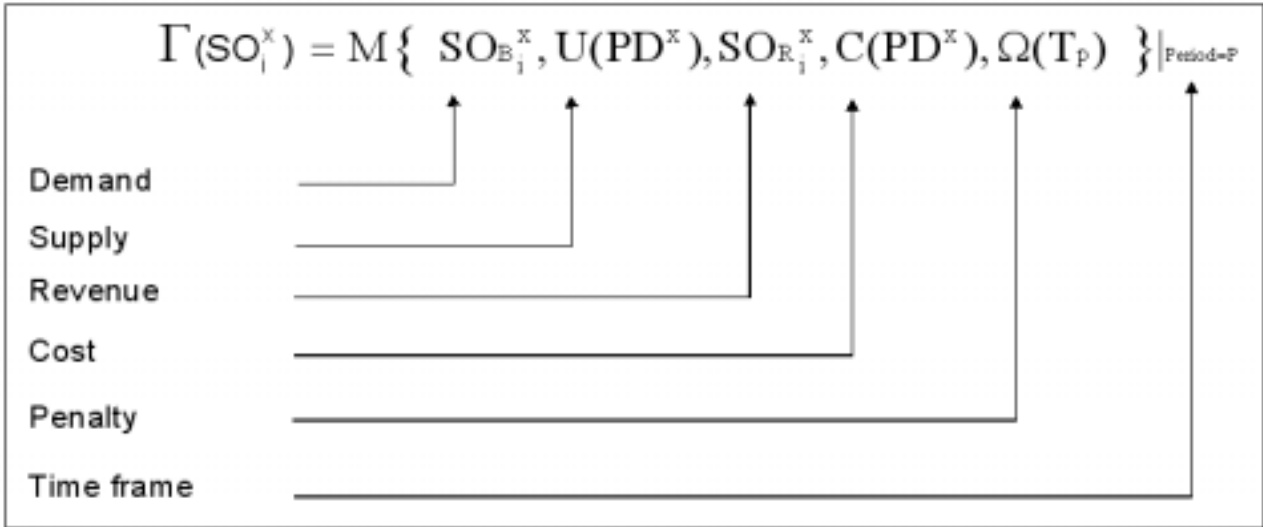 Γ(SO_i^x) = M{ SO_B_i^x, U(PD^x), SO_R_i^x, C(PD^x), Ω(T_p) }|_Period=P
Demand
Supply
Revenue
Cost
Penalty
Time frame